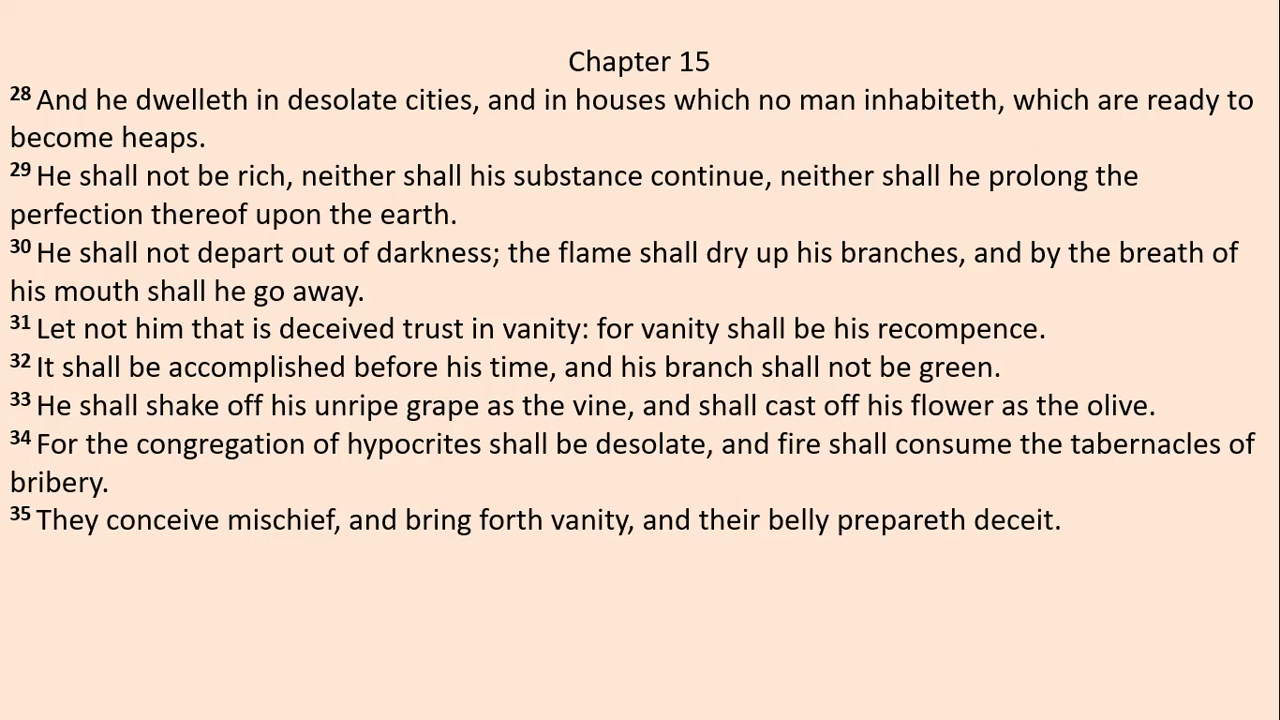 Chapter 15
28 And he dwelleth in desolate cities, and in houses which no man inhabiteth, which are ready to
become heaps.
29 He shall not be rich, neither shall his substance continue, neither shall he prolong the
perfection thereof upon the earth.
30 He shall not depart out of darkness; the flame shall dry up his branches, and by the breath of
his mouth shall he go away.
31 Let not him that is deceived trust in vanity: for vanity shall be his recompence.
32 It shall be accomplished before his time, and his branch shall not be green.
33 He shall shake off his unripe grape as the vine, and shall cast off his flower as the olive.
34 For the congregation of hypocrites shall be desolate, and fire shall consume the tabernacles of
bribery.
35 They conceive mischief, and bring forth vanity, and their belly prepareth deceit.